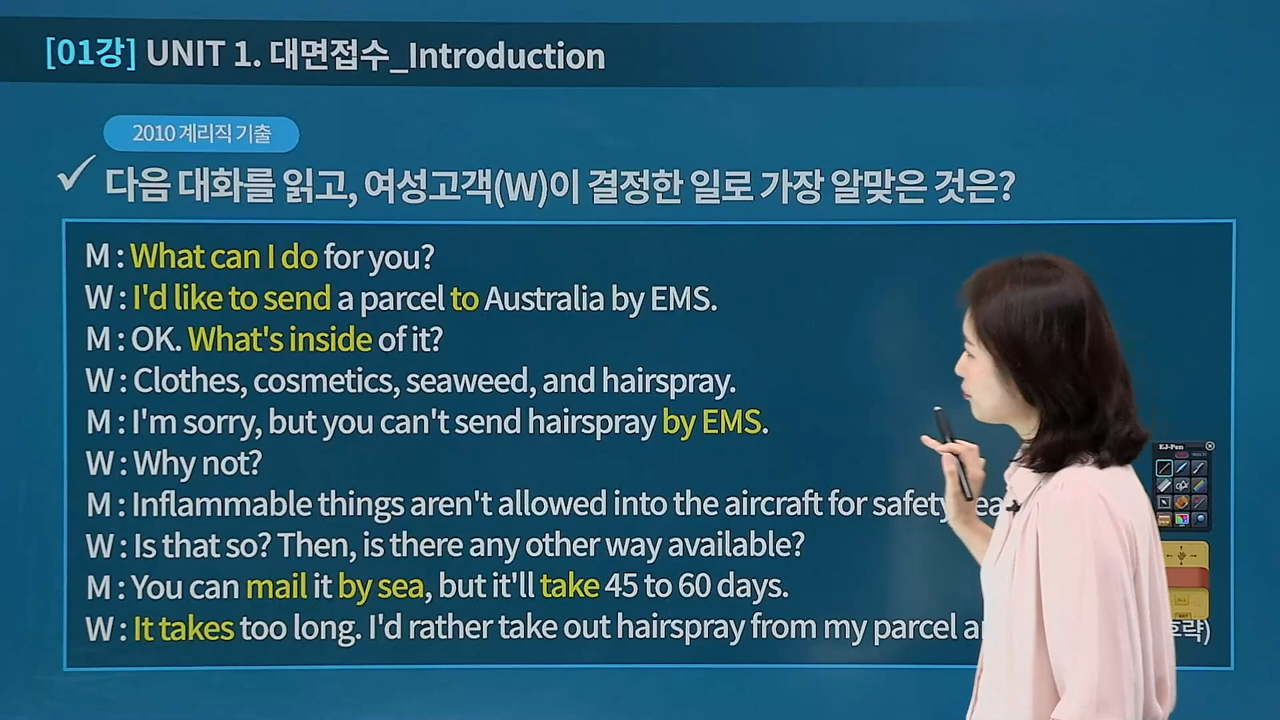 [01강] UNIT 1. 대면접수_Introduction
2010 계리직 기출
다음 대화를 읽고, 여성고객(W)이 결정한 일로 가장 알맞은 것은?
M : What can I do for you?
W : I'd like to send a parcel to Australia by EMS.
M : OK. What's inside of it?
W : Clothes, cosmetics, seaweed, and hairspray.
M : I'm sorry, but you can't send hairspray by EMS.
W : Why not?
M : Inflammable things aren't allowed into the aircraft for safety
W : Is that so? Then, is there any other way available?
M : You can mail it by sea, but it'll take 45 to 60 days.
W : It takes too long. I'd rather take out hairspray from my parcel
EJ-Pen